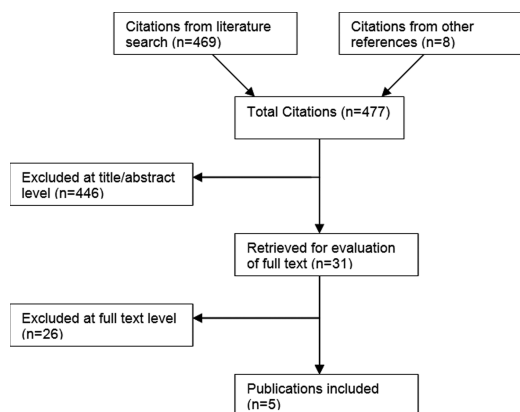 Citations from literature
search (n=469)
Citations from other
references (n=8)
Total Citations (n=477)
Excluded at title/abstract
level (n=446)
Retrieved for evaluation
of full text (n=31)
Excluded at full text level
(n=26)
Publications included
(n=5)